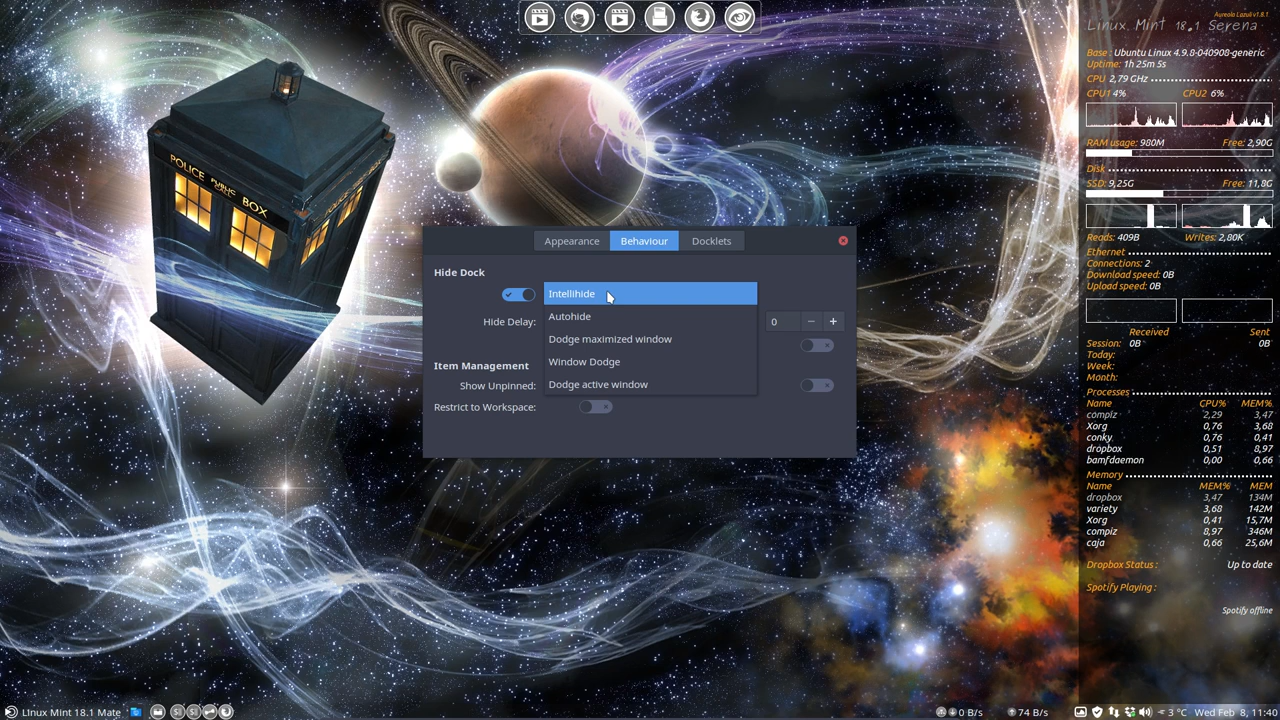 Aureola Lazuli v1.8.1
Linux Mint 18.1 Serena
Base : Ubuntu Linux 4.9.8-040908-generic
Uptime: 1h 25m 5s
CPU 2,79 GHz
CPU1 4% CPU2 6%
RAM usage: 980M Free: 2,90G
Disk
SSD: 9,25G Free: 11,8G
Reads: 409B Writes: 2,80K
Ethernet
Connections: 2
Download speed: 0B
Upload speed: 0B
Received Sent
Session: 0B 0B
Today:
Week:
Month:
Processes
Name CPU% MEM%
compiz 2,29 3,47
Xorg 0,76 3,68
conky 0,76 0,41
dropbox 0,51 8,97
bamfdaemon 0,00 0,66
Memory
Name MEM% MEM
dropbox 3,47 134M
variety 3,68 142M
Xorg 0,41 15,7M
compiz 8,97 346M
caja 0,66 25,6M
Dropbox Status : Up to date
Spotify Playing :
Spotify offline
POLICE PUBLIC BOX
Appearance Behaviour Docklets
Hide Dock
Intellihide
Autohide
Hide Delay: 0
Dodge maximized window
Window Dodge
Item Management
Show Unpinned:
Dodge active window
Restrict to Workspace:
LInux Mint 18.1 Mate
0 B/s 74 B/s 3 °C Wed Feb 8, 11:40